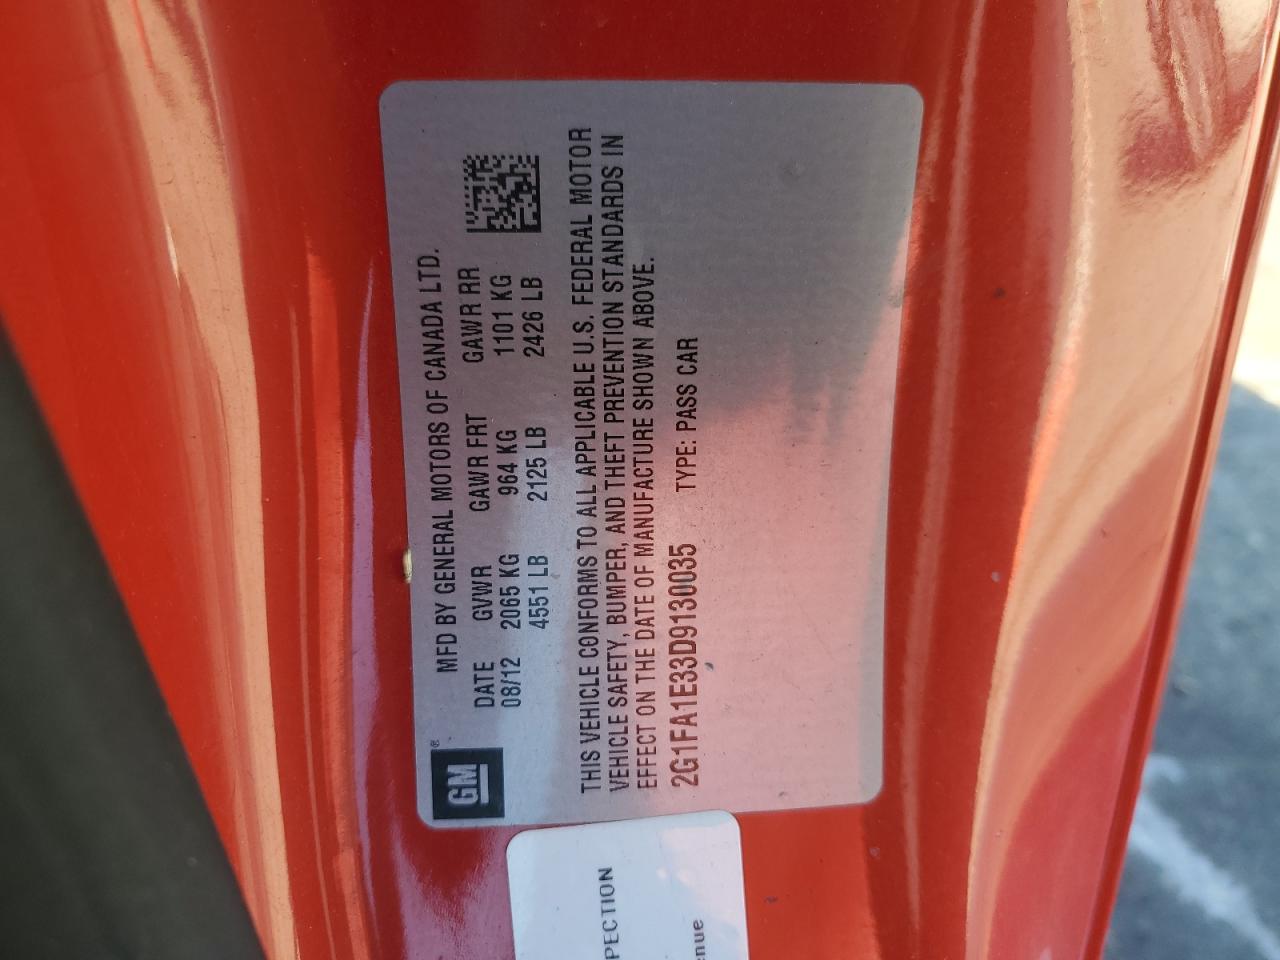 GM®
MFD BY GENERAL MOTORS OF CANADA LTD.
DATE GVWR GAWR FRT GAWR RR
08/12 2065 KG 964 KG 1101 KG
4551 LB 2125 LB 2426 LB
THIS VEHICLE CONFORMS TO ALL APPLICABLE U.S. FEDERAL MOTOR
VEHICLE SAFETY, BUMPER, AND THEFT PREVENTION STANDARDS IN
EFFECT ON THE DATE OF MANUFACTURE SHOWN ABOVE.
2G1FA1E33D9130035 TYPE: PASS CAR
PECTION
enue